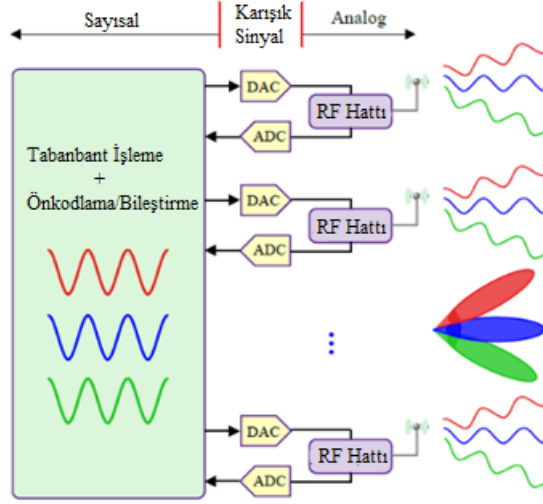 Sayısal
Karışık
Sinyal
Analog
DAC
RF Hattı
ADC
Tabanbant İşleme
+
Önkodlama/Bileştirme
DAC
RF Hattı
ADC
DAC
RF Hattı
ADC